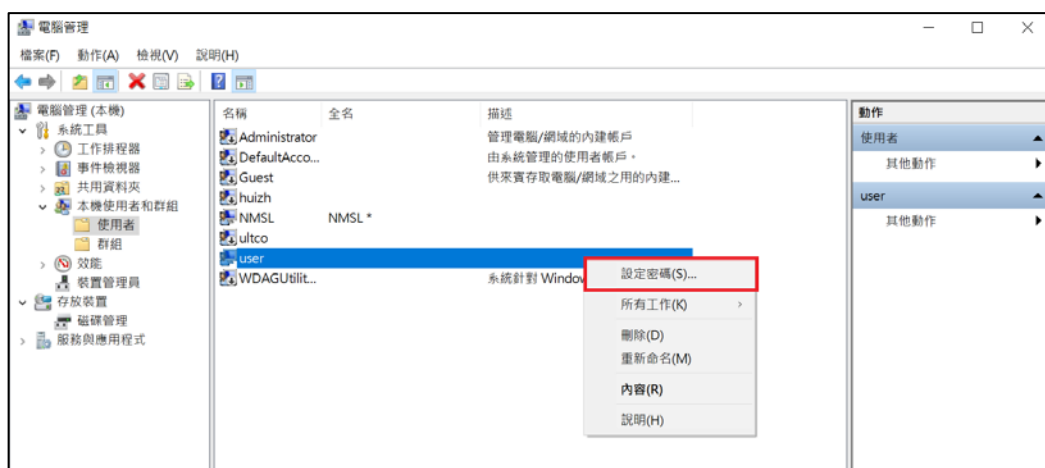 電腦管理
檔案(F) 動作(A) 檢視(V) 說明(H)
電腦管理 (本機)
系統工具
工作排程器
事件檢視器
共用資料夾
本機使用者和群組
使用者
群組
效能
裝置管理員
存放裝置
磁碟管理
服務與應用程式
名稱 全名 描述
Administrator 管理電腦/網域的內建帳戶
DefaultAcco... 由系統管理的使用者帳戶。
Guest 供來賓存取電腦/網域之用的內建...
huizh
NMSL NMSL *
ultco
user
WDAGUtilit... 系統針對 Window
設定密碼(S)...
所有工作(K)
刪除(D)
重新命名(M)
內容(R)
說明(H)
動作
使用者
其他動作
user
其他動作